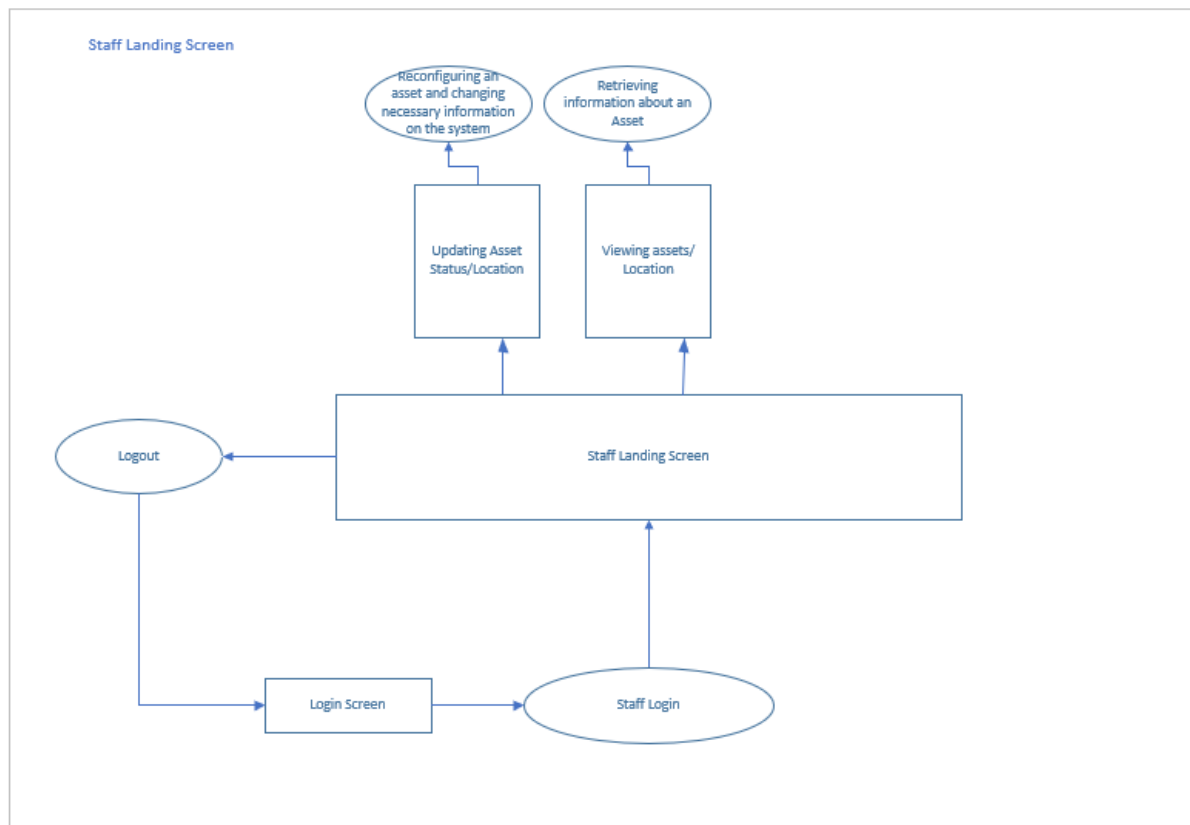 Staff Landing Screen
Reconfiguring an
asset and changing
necessary information
on the system
Retrieving
information about an
Asset
Updating Asset
Status/Location
Viewing assets/
Location
Logout
Staff Landing Screen
Login Screen
Staff Login